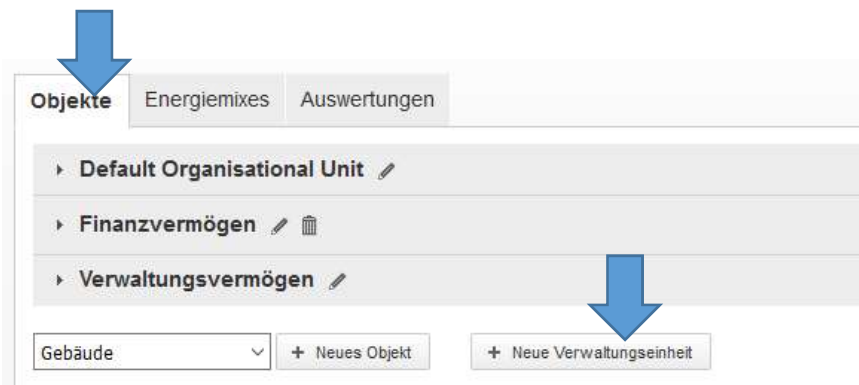 Objekte Energiemixes Auswertungen
Default Organisational Unit
Finanzvermögen
Verwaltungsvermögen
Gebäude + Neues Objekt + Neue Verwaltungseinheit